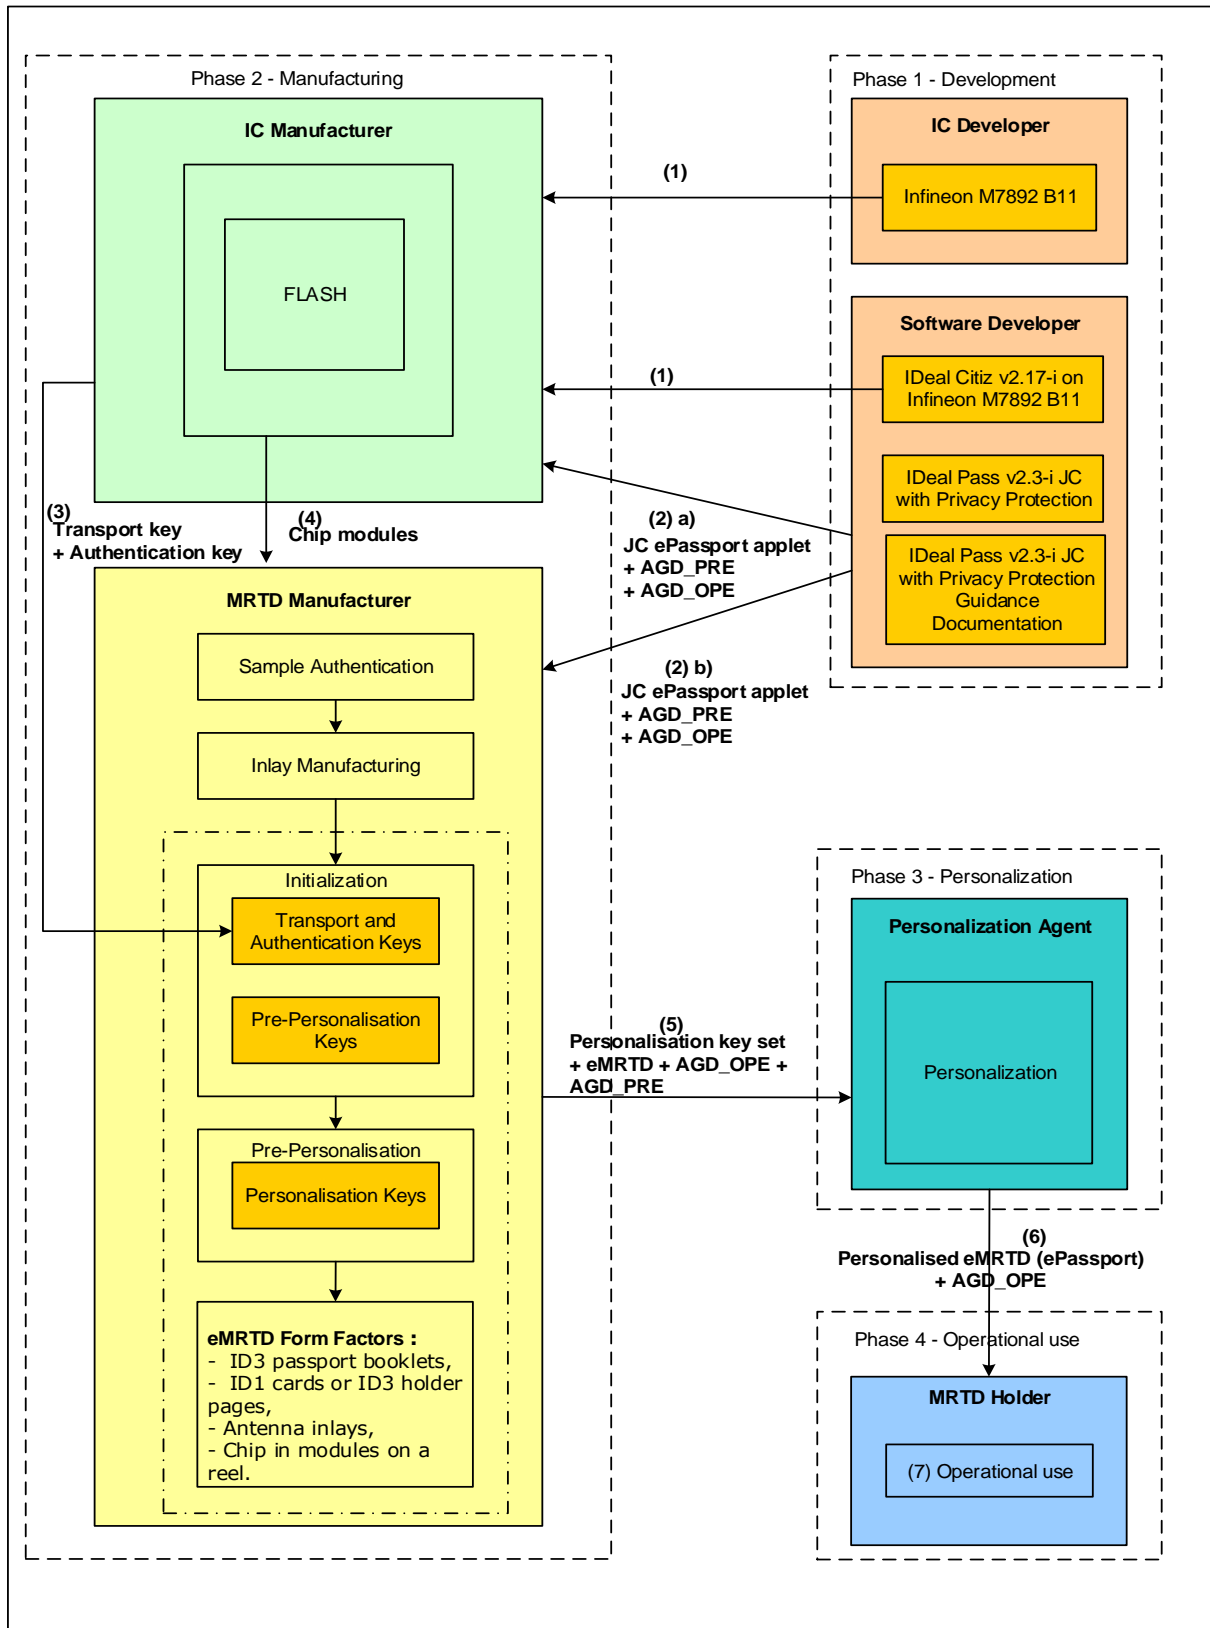 Phase 2 - Manufacturing
IC Manufacturer
FLASH
Phase 1 - Development
IC Developer
Infineon M7892 B11
(1)
Software Developer
IDeal Citiz v2.17-i on
Infineon M7892 B11
(1)
IDeal Pass v2.3-i JC
with Privacy Protection
IDeal Pass v2.3-i JC
with Privacy Protection
Guidance
Documentation
(2) a)
JC ePassport applet
+ AGD_PRE
+ AGD_OPE
(2) b)
JC ePassport applet
+ AGD_PRE
+ AGD_OPE
(3)
Transport key
+ Authentication key
(4)
Chip modules
MRTD Manufacturer
Sample Authentication
Inlay Manufacturing
Initialization
Transport and
Authentication Keys
Pre-Personalisation
Keys
Pre-Personalisation
Personalisation Keys
eMRTD Form Factors :
- ID3 passport booklets,
- ID1 cards or ID3 holder
pages,
- Antenna inlays,
- Chip in modules on a
reel.
(5)
Personalisation key set
+ eMRTD + AGD_OPE +
AGD_PRE
Phase 3 - Personalization
Personalization Agent
Personalization
(6)
Personalised eMRTD (ePassport)
+ AGD_OPE
Phase 4 - Operational use
MRTD Holder
(7) Operational use